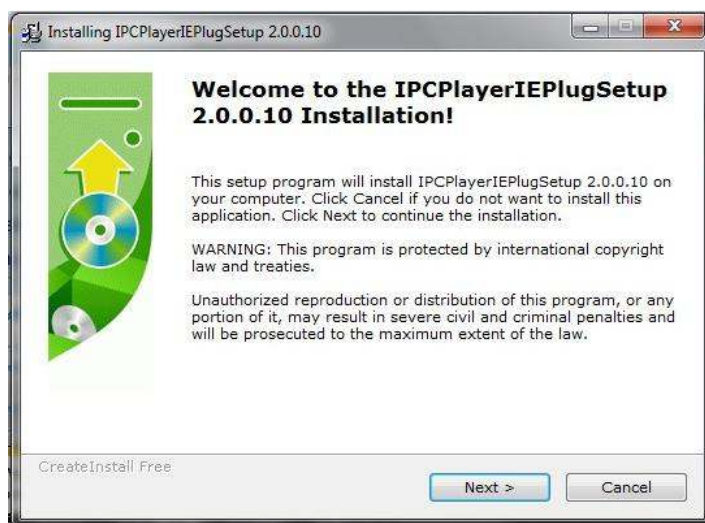 Installing IPCPlayerIEPlugSetup 2.0.0.10
Welcome to the IPCPlayerIEPlugSetup
2.0.0.10 Installation!
This setup program will install IPCPlayerIEPlugSetup 2.0.0.10 on
your computer. Click Cancel if you do not want to install this
application. Click Next to continue the installation.
WARNING: This program is protected by international copyright
law and treaties.
Unauthorized reproduction or distribution of this program, or any
portion of it, may result in severe civil and criminal penalties and
will be prosecuted to the maximum extent of the law.
CreateInstall Free
Next >
Cancel